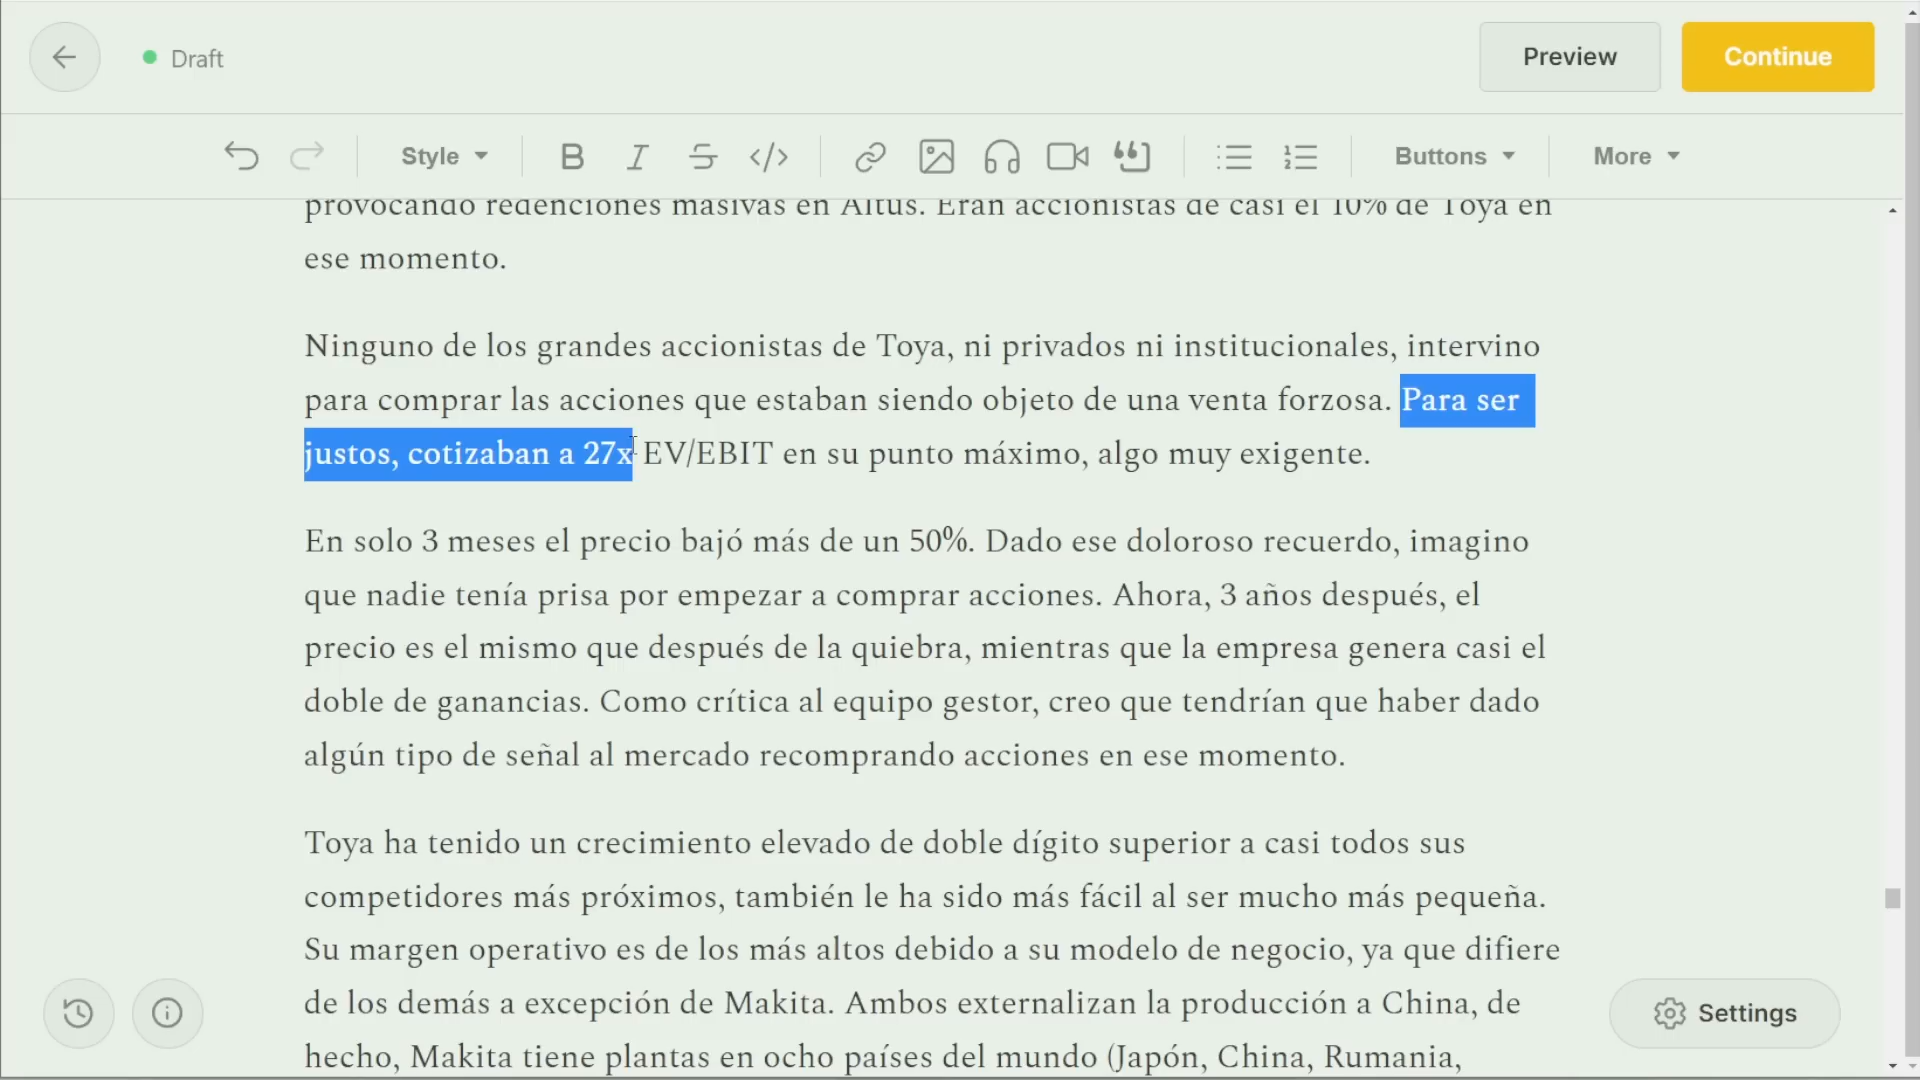 Draft
Preview
Continue
Style
Buttons
More
provocando redenciones masivas en Altus. Eran accionistas de casi el 10% de Toya en
ese momento.
Ninguno de los grandes accionistas de Toya, ni privados ni institucionales, intervino
para comprar las acciones que estaban siendo objeto de una venta forzosa. Para ser
justos, cotizaban a 27x EV/EBIT en su punto máximo, algo muy exigente.
En solo 3 meses el precio bajó más de un 50%. Dado ese doloroso recuerdo, imagino
que nadie tenía prisa por empezar a comprar acciones. Ahora, 3 años después, el
precio es el mismo que después de la quiebra, mientras que la empresa genera casi el
doble de ganancias. Como crítica al equipo gestor, creo que tendrían que haber dado
algún tipo de señal al mercado recomprando acciones en ese momento.
Toya ha tenido un crecimiento elevado de doble dígito superior a casi todos sus
competidores más próximos, también le ha sido más fácil al ser mucho más pequeña.
Su margen operativo es de los más altos debido a su modelo de negocio, ya que difiere
de los demás a excepción de Makita. Ambos externalizan la producción a China, de
hecho, Makita tiene plantas en ocho países del mundo (Japón, China, Rumania,
Settings